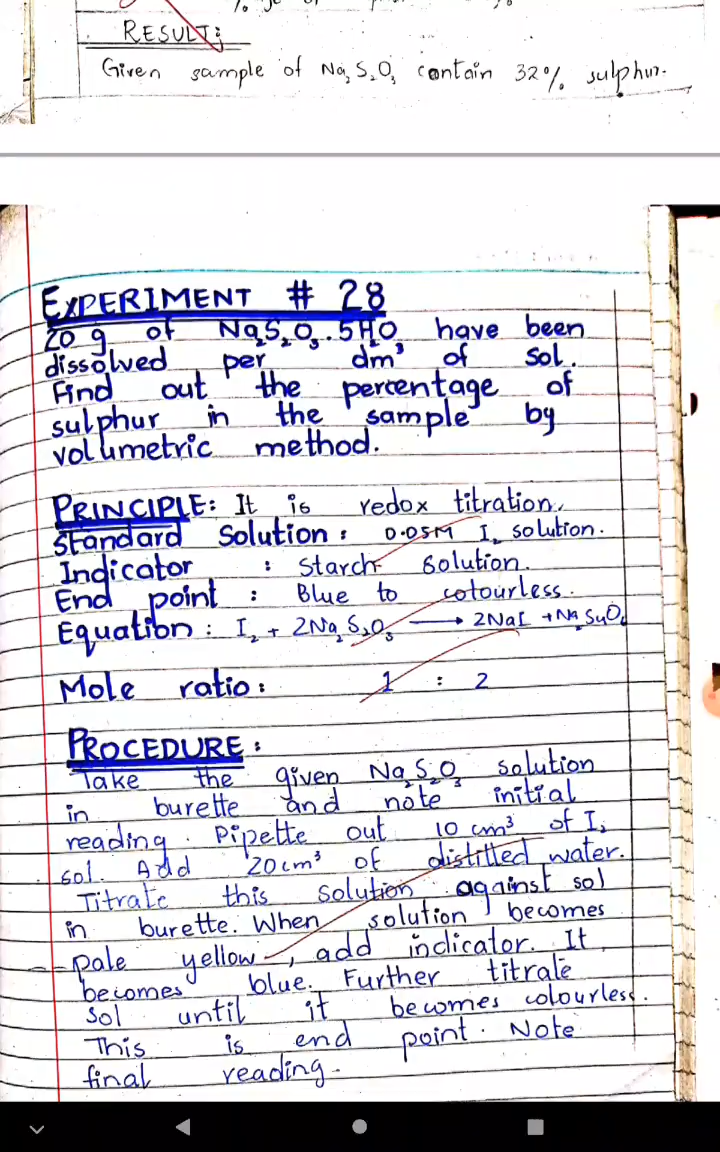 RESULT;
Given sample of Na₂S₂O₃ contain 32% sulphur.
EXPERIMENT # 28
20 g of Na₂S₂O₃.5H₂O have been
dissolved per dm³ of sol.
Find out the percentage of
sulphur in the sample by
volumetric method.
PRINCIPLE: It is redox titration.
Standard Solution: 0.05M I₂ solution.
Indicator : Starch solution.
End point : Blue to colourless.
Equation: I₂ + 2Na₂S₂O₃ → 2NaI + Na₂S₄O₆
Mole ratio: 1 : 2
PROCEDURE:
Take the given Na₂S₂O₃ solution
in burette and note initial
reading. Pipette out 10 cm³ of I₂
sol. Add 20cm³ of distilled water.
Titrate this solution against sol
in burette. When solution becomes
pale yellow, add indicator. It
becomes blue. Further titrate
sol until it becomes colourless.
This is end point. Note
final reading.